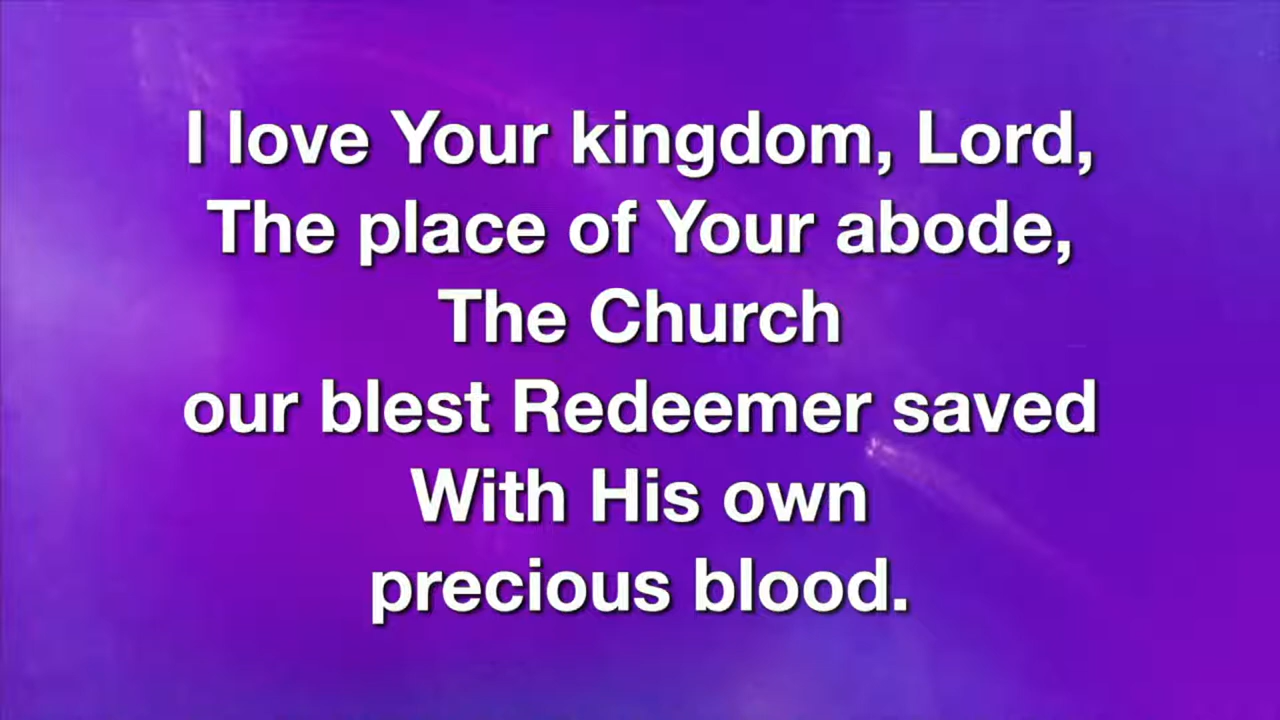 I love Your kingdom, Lord,
The place of Your abode,
The Church
our blest Redeemer saved
With His own
precious blood.